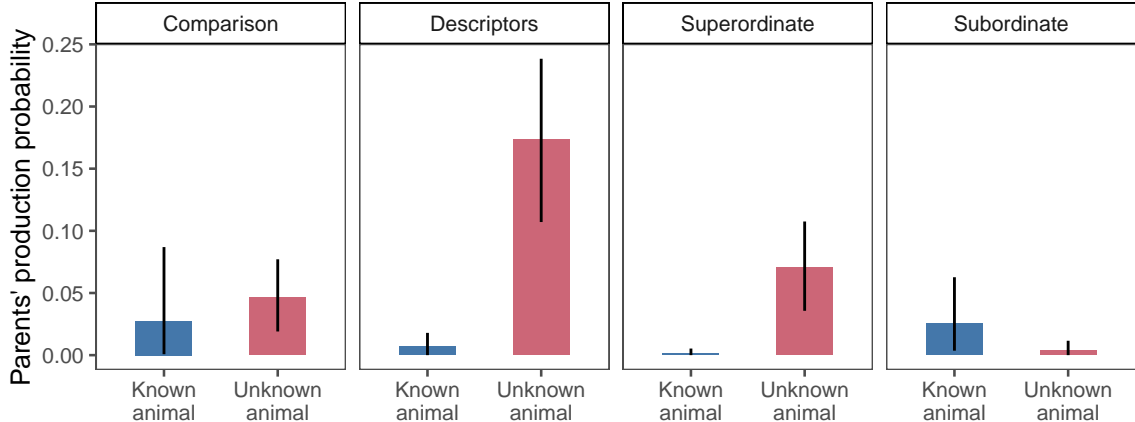 Comparison
Descriptors
Superordinate
Subordinate
Parents' production probability
0.25
0.20
0.15
0.10
0.05
0.00
Known
animal
Unknown
animal
Known
animal
Unknown
animal
Known
animal
Unknown
animal
Known
animal
Unknown
animal